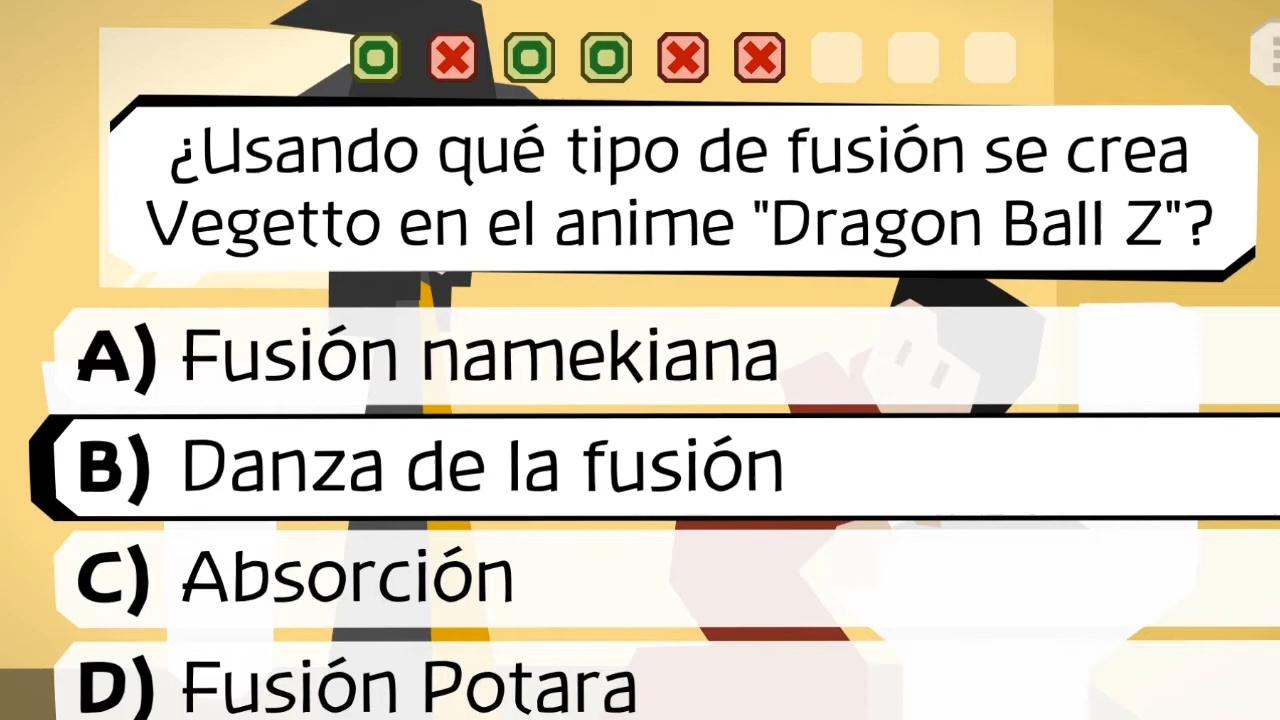 ¿Usando qué tipo de fusión se crea
Vegetto en el anime "Dragon Ball Z"?
A) Fusión namekiana
B) Danza de la fusión
C) Absorción
D) Fusión Potara